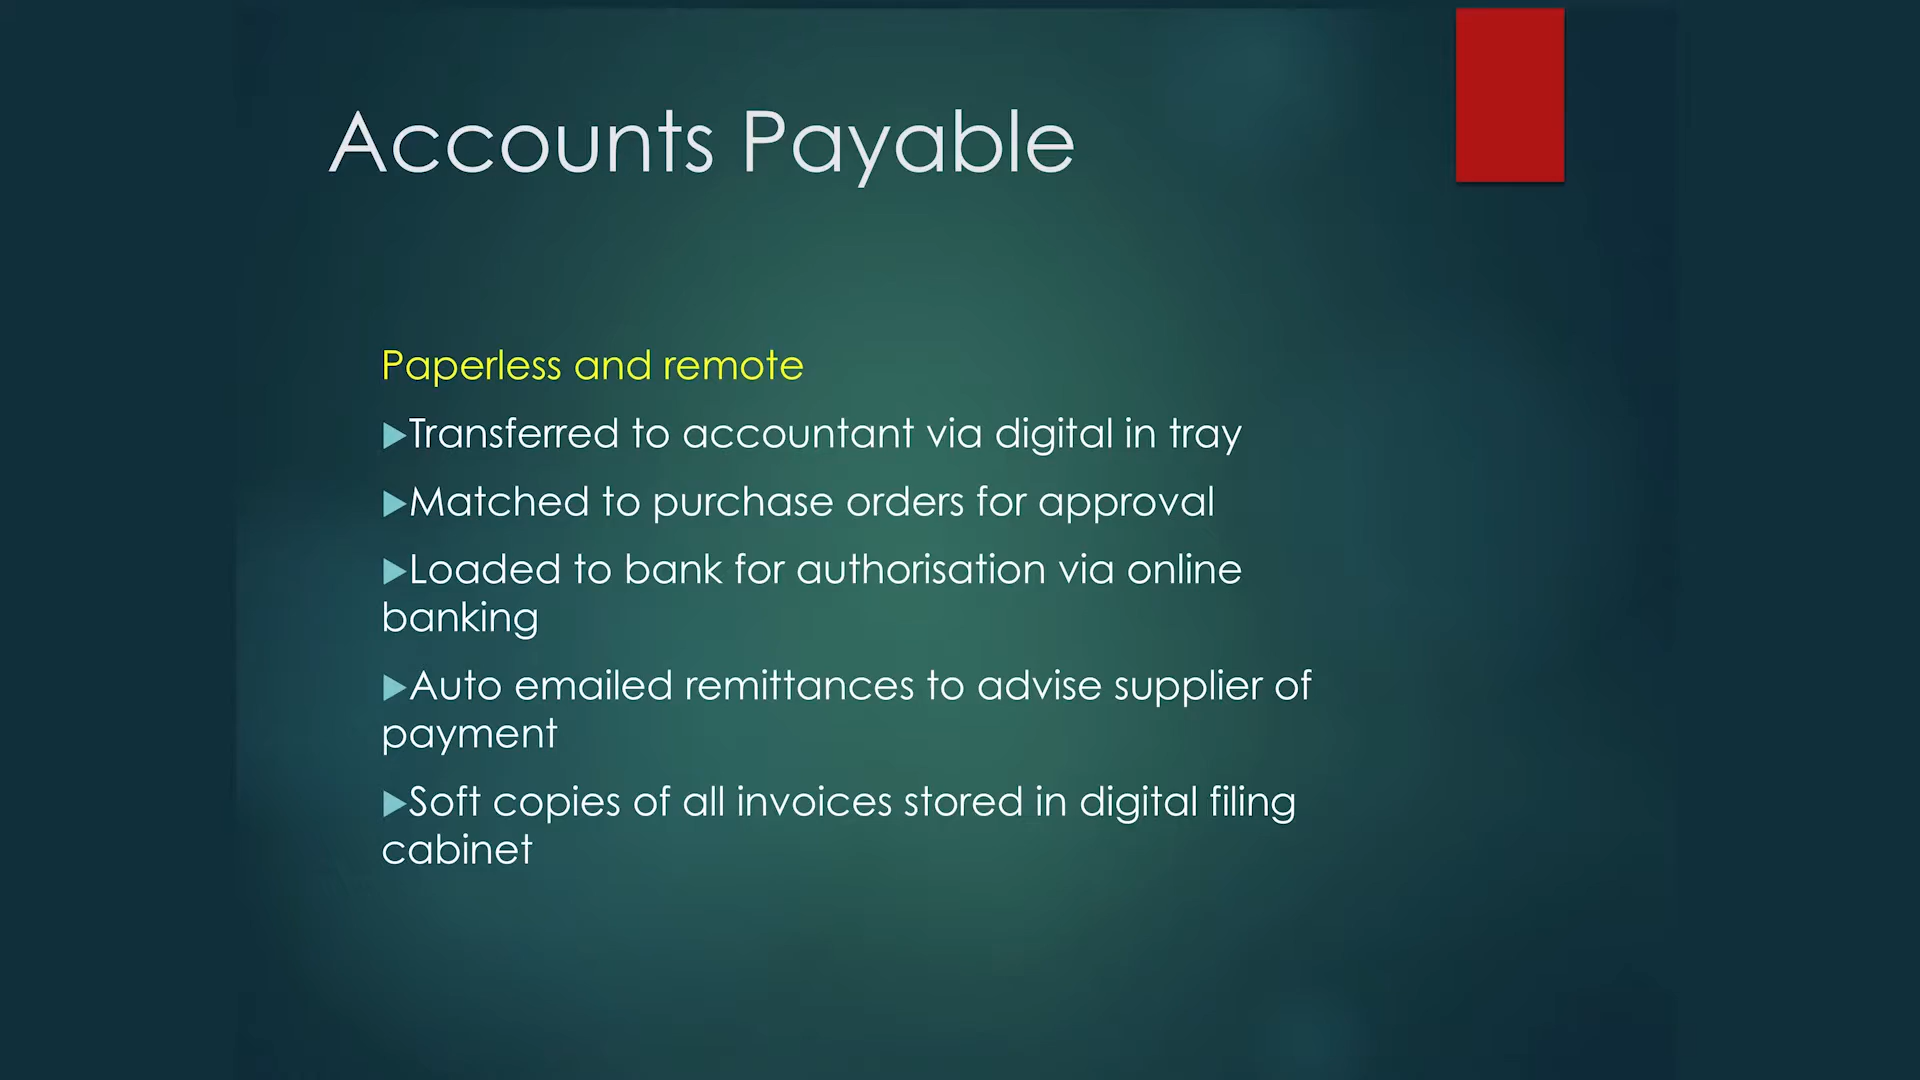 Accounts Payable
Paperless and remote
▶Transferred to accountant via digital in tray
▶Matched to purchase orders for approval
▶Loaded to bank for authorisation via online
banking
▶Auto emailed remittances to advise supplier of
payment
▶Soft copies of all invoices stored in digital filing
cabinet